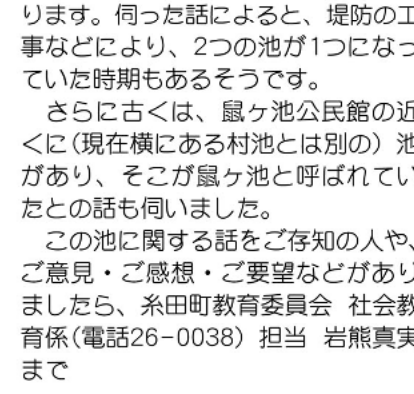 ります。伺った話によると、堤防の工
事などにより、2つの池が1つになっ
ていた時期もあるそうです。
さらに古くは、鼠ヶ池公民館の近
くに(現在横にある村池とは別の)池
があり、そこが鼠ヶ池と呼ばれてい
たとの話も伺いました。
この池に関する話をご存知の人や、
ご意見・ご感想・ご要望などがあり
ましたら、糸田町教育委員会 社会教
育係(電話26-0038) 担当 岩熊真実
まで